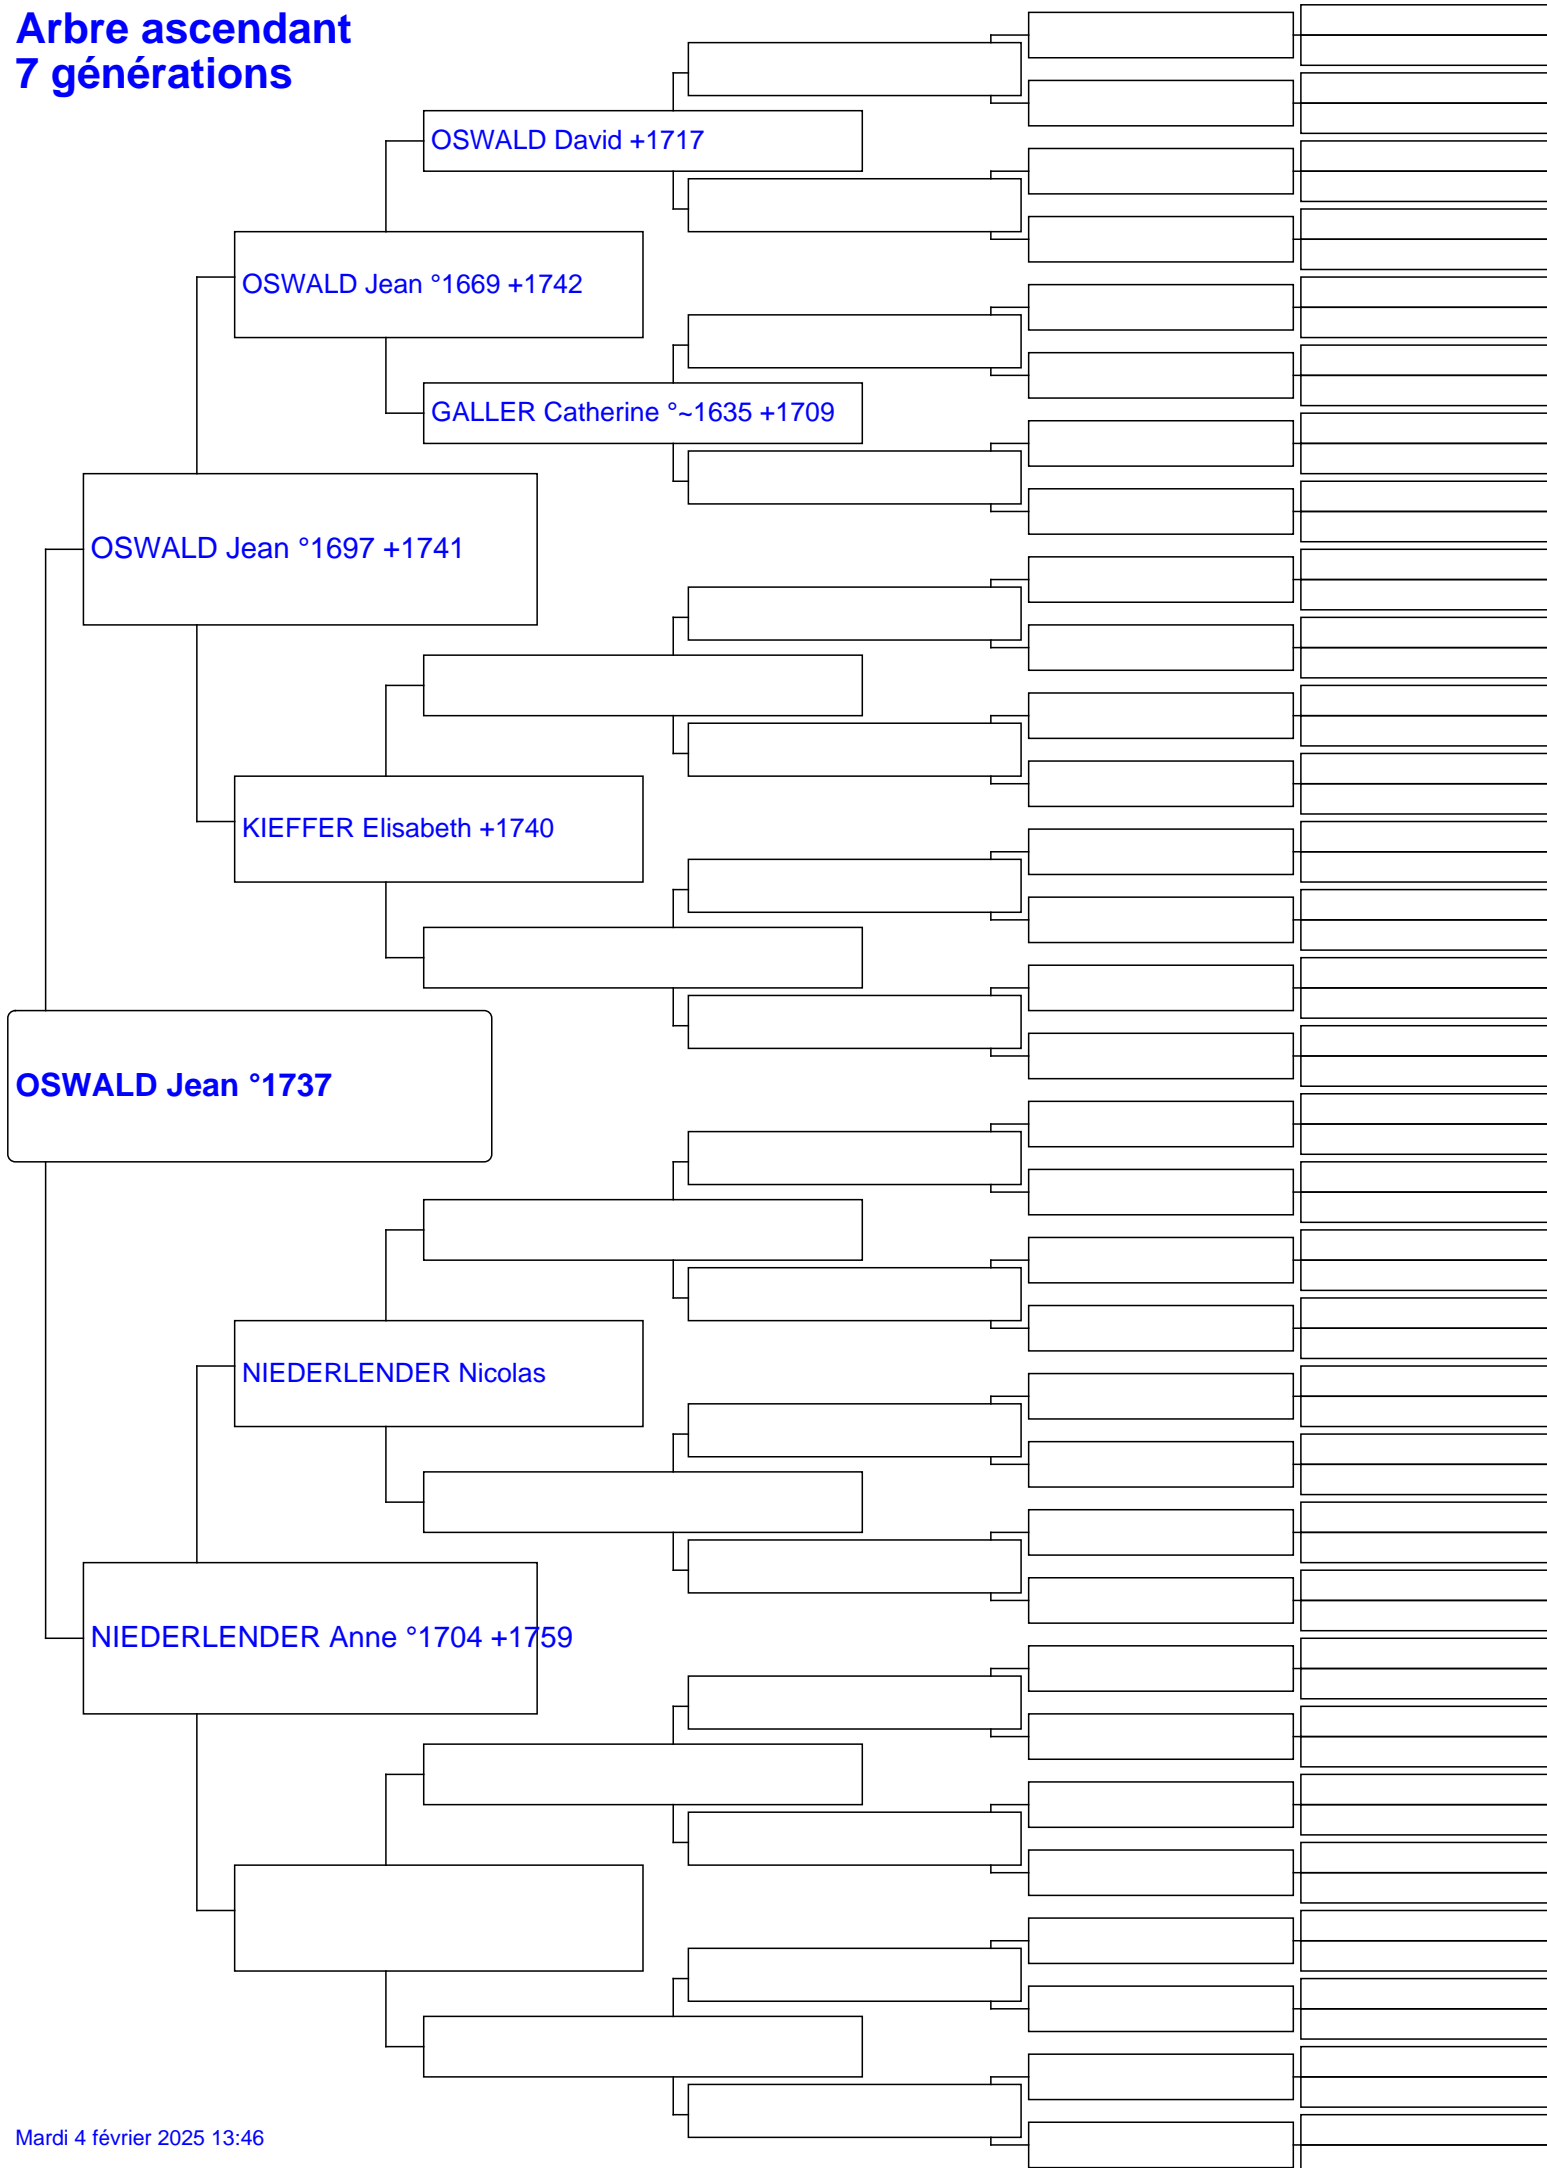 Arbre ascendant
7 générations
OSWALD David +1717
OSWALD Jean °1669 +1742
GALLER Catherine °~1635 +1709
OSWALD Jean °1697 +1741
KIEFFER Elisabeth +1740
OSWALD Jean °1737
NIEDERLENDER Nicolas
NIEDERLENDER Anne °1704 +1759
Mardi 4 février 2025 13:46